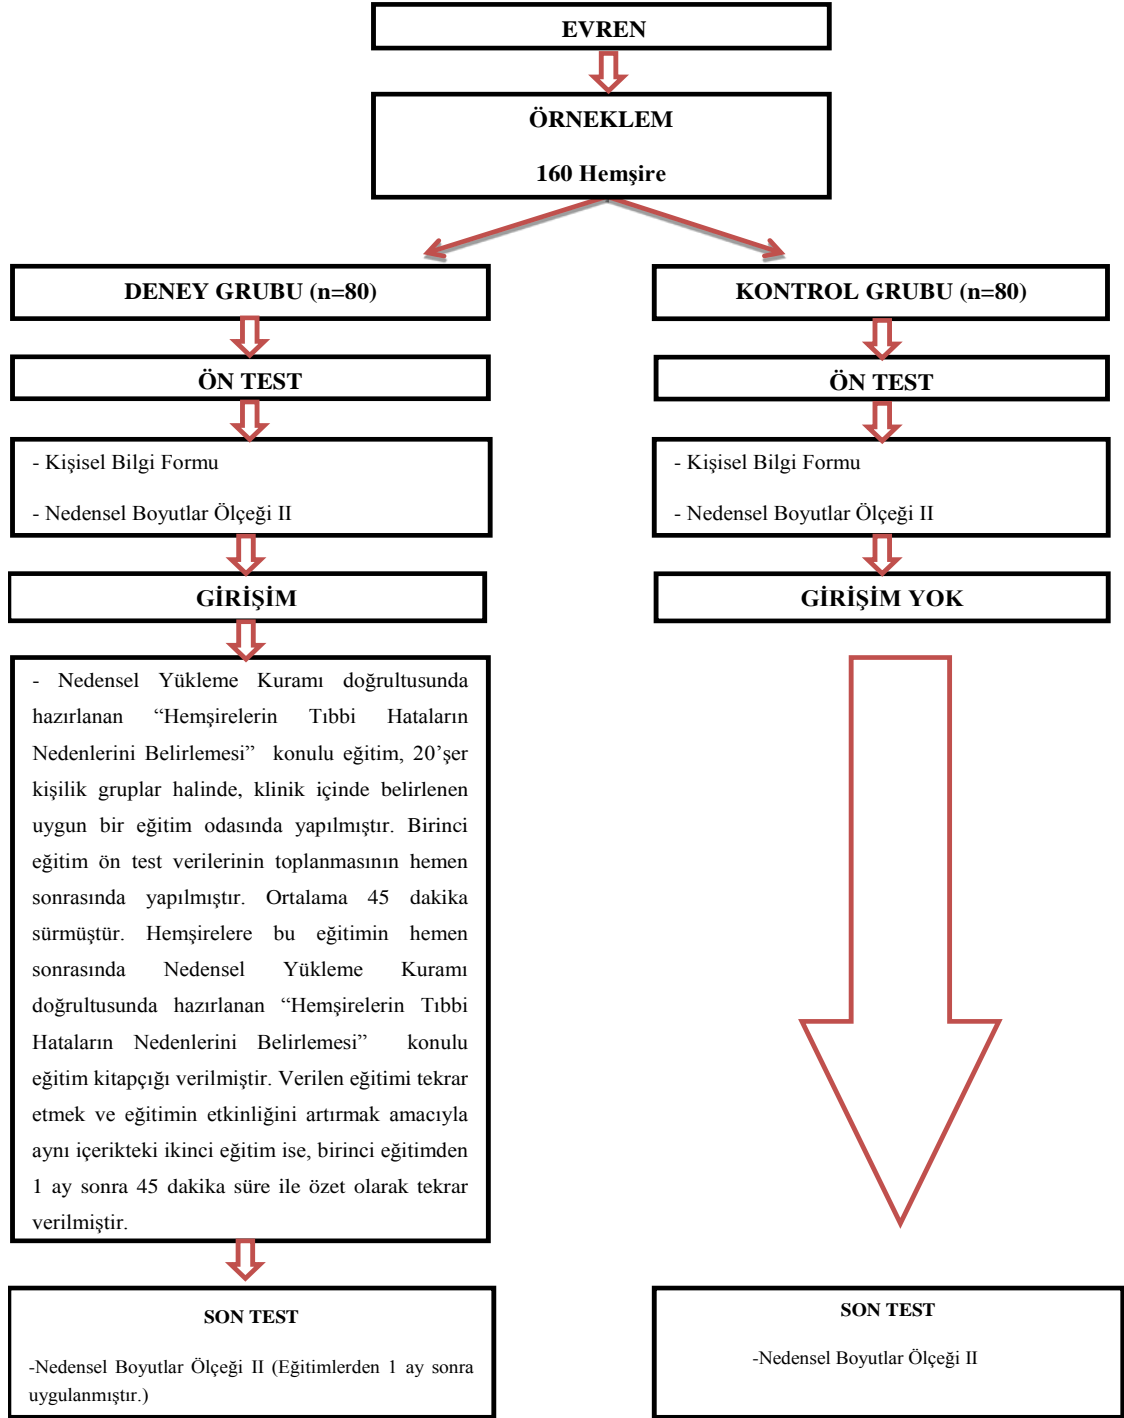 EVREN
ÖRNEKLEM
160 Hemşire
DENEY GRUBU (n=80)
KONTROL GRUBU (n=80)
ÖN TEST
ÖN TEST
- Kişisel Bilgi Formu
- Nedensel Boyutlar Ölçeği II
- Kişisel Bilgi Formu
- Nedensel Boyutlar Ölçeği II
GİRİŞİM
GİRİŞİM YOK
- Nedensel Yükleme Kuramı doğrultusunda
hazırlanan “Hemşirelerin Tıbbi Hataların
Nedenlerini Belirlemesi” konulu eğitim, 20’şer
kişilik gruplar halinde, klinik içinde belirlenen
uygun bir eğitim odasında yapılmıştır. Birinci
eğitim ön test verilerinin toplanmasının hemen
sonrasında yapılmıştır. Ortalama 45 dakika
sürmüştür. Hemşirelere bu eğitimin hemen
sonrasında Nedensel Yükleme Kuramı
doğrultusunda hazırlanan “Hemşirelerin Tıbbi
Hataların Nedenlerini Belirlemesi” konulu
eğitim kitapçığı verilmiştir. Verilen eğitimi tekrar
etmek ve eğitimin etkinliğini artırmak amacıyla
aynı içerikteki ikinci eğitim ise, birinci eğitimden
1 ay sonra 45 dakika süre ile özet olarak tekrar
verilmiştir.
SON TEST
-Nedensel Boyutlar Ölçeği II (Eğitimlerden 1 ay sonra
uygulanmıştır.)
SON TEST
-Nedensel Boyutlar Ölçeği II